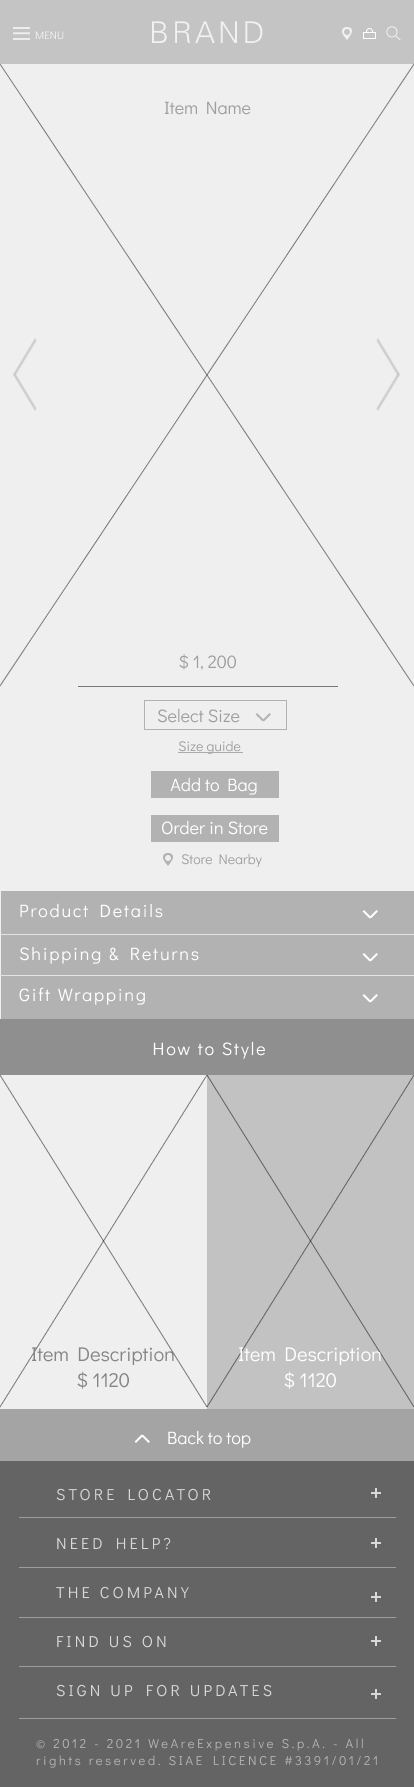 MENU
BRAND
Item Name
$ 1, 200
Select Size
Size guide
Add to Bag
Order in Store
Store Nearby
Product Details
Shipping & Returns
Gift Wrapping
How to Style
Item Description
$ 1120
Item Description
$ 1120
Back to top
STORE LOCATOR
NEED HELP?
THE COMPANY
FIND US ON
SIGN UP FOR UPDATES
© 2012 - 2021 WeAreExpensive S.p.A. - All
rights reserved. SIAE LICENCE #3391/01/21